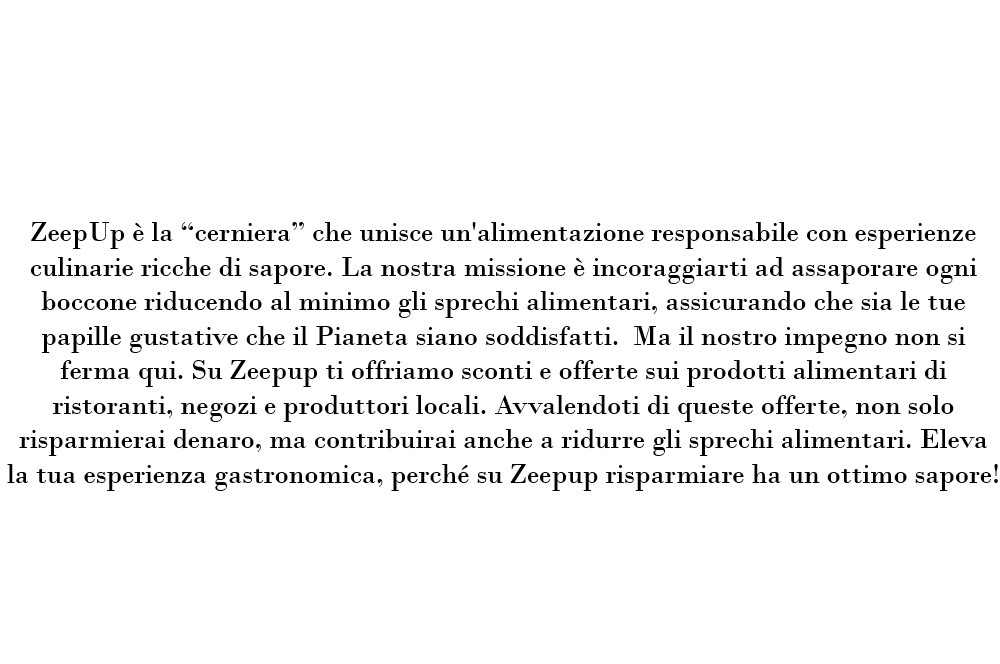 ZeepUp è la “cerniera” che unisce un'alimentazione responsabile con esperienze
culinarie ricche di sapore. La nostra missione è incoraggiarti ad assaporare ogni
boccone riducendo al minimo gli sprechi alimentari, assicurando che sia le tue
papille gustative che il Pianeta siano soddisfatti.  Ma il nostro impegno non si
ferma qui. Su Zeepup ti offriamo sconti e offerte sui prodotti alimentari di
ristoranti, negozi e produttori locali. Avvalendoti di queste offerte, non solo
risparmierai denaro, ma contribuirai anche a ridurre gli sprechi alimentari. Eleva
la tua esperienza gastronomica, perché su Zeepup risparmiare ha un ottimo sapore!